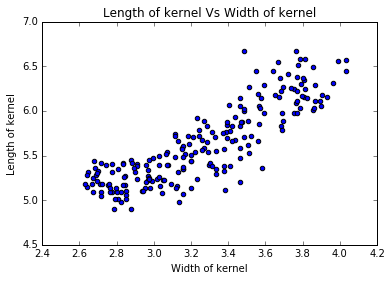 Length of kernel Vs Width of kernel
7.0
6.5
6.0
5.5
5.0
4.5
Length of kernel
2.4 2.6 2.8 3.0 3.2 3.4 3.6 3.8 4.0 4.2
Width of kernel